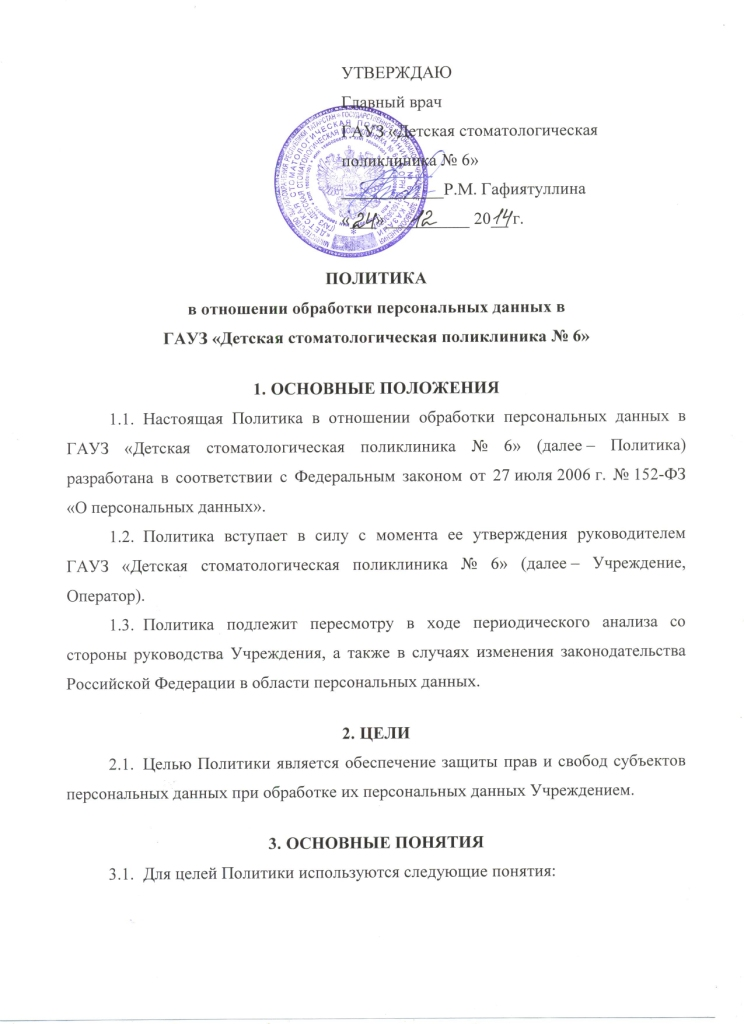 УТВЕРЖДАЮ
Главный врач
ГАУЗ «Детская стоматологическая
поликлиника № 6»
____________Р.М. Гафиятуллина
«24» 12 2014г.
ПОЛИТИКА
в отношении обработки персональных данных в
ГАУЗ «Детская стоматологическая поликлиника № 6»
1. ОСНОВНЫЕ ПОЛОЖЕНИЯ
1.1. Настоящая Политика в отношении обработки персональных данных в
ГАУЗ «Детская стоматологическая поликлиника № 6» (далее – Политика)
разработана в соответствии с Федеральным законом от 27 июля 2006 г. № 152-ФЗ
«О персональных данных».
1.2. Политика вступает в силу с момента ее утверждения руководителем
ГАУЗ «Детская стоматологическая поликлиника № 6» (далее – Учреждение,
Оператор).
1.3. Политика подлежит пересмотру в ходе периодического анализа со
стороны руководства Учреждения, а также в случаях изменения законодательства
Российской Федерации в области персональных данных.
2. ЦЕЛИ
2.1. Целью Политики является обеспечение защиты прав и свобод субъектов
персональных данных при обработке их персональных данных Учреждением.
3. ОСНОВНЫЕ ПОНЯТИЯ
3.1. Для целей Политики используются следующие понятия: